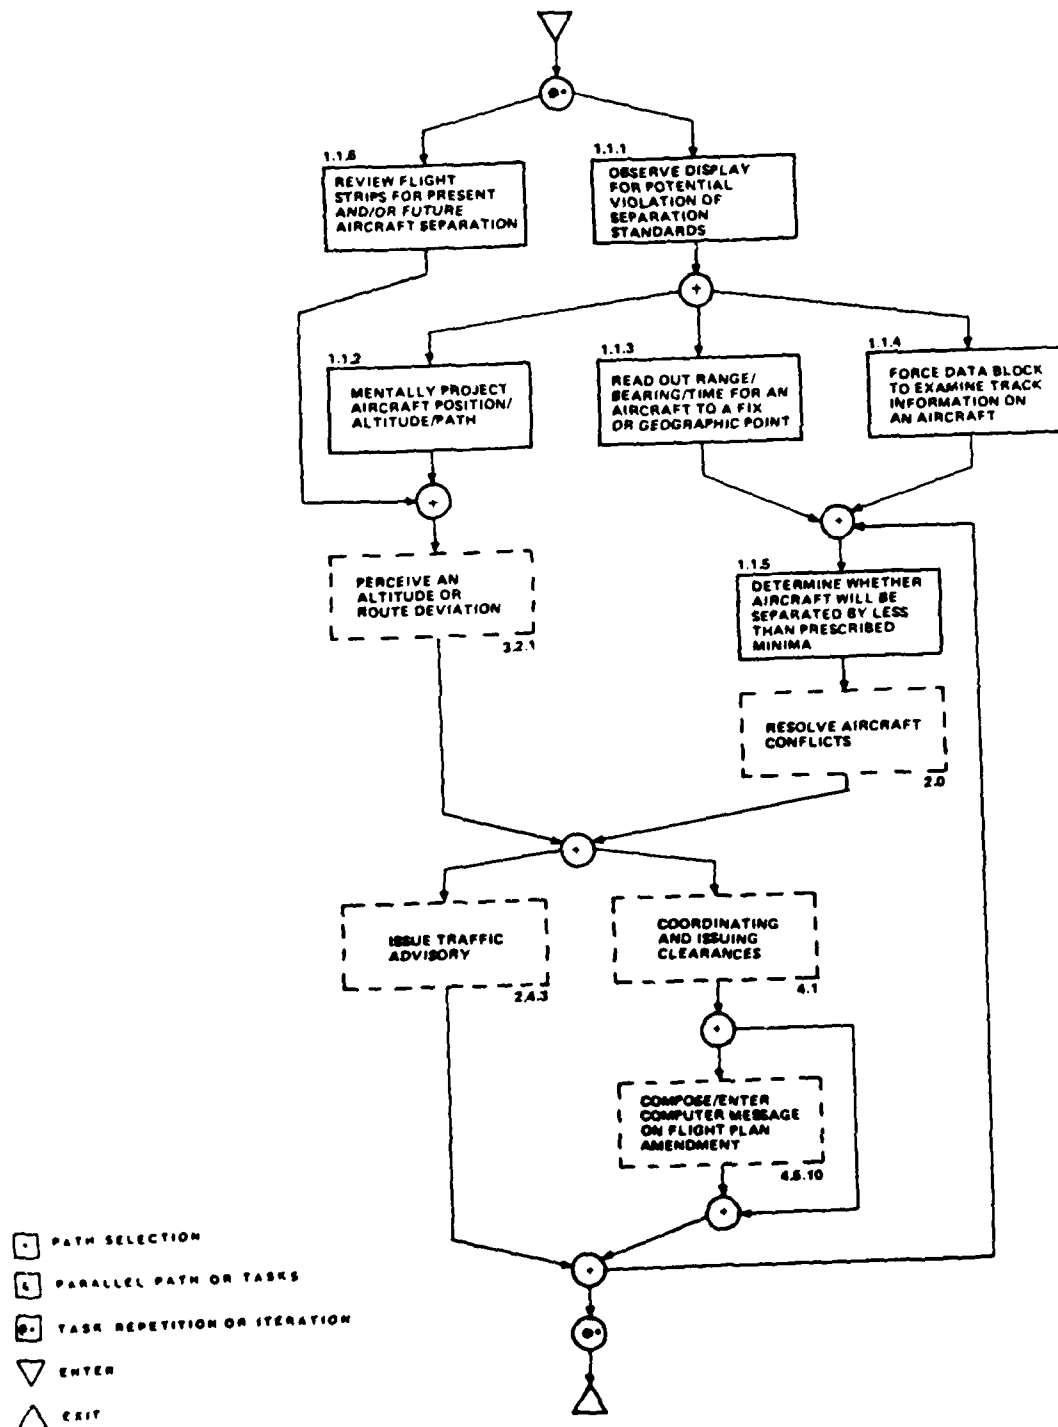 1.1.6
REVIEW FLIGHT
STRIPS FOR PRESENT
AND/OR FUTURE
AIRCRAFT SEPARATION
1.1.1
OBSERVE DISPLAY
FOR POTENTIAL
VIOLATION OF
SEPARATION
STANDARDS
1.1.2
MENTALLY PROJECT
AIRCRAFT POSITION/
ALTITUDE/PATH
1.1.3
READ OUT RANGE/
BEARING/TIME FOR AN
AIRCRAFT TO A FIX
OR GEOGRAPHIC POINT
1.1.4
FORCE DATA BLOCK
TO EXAMINE TRACK
INFORMATION ON
AN AIRCRAFT
PERCEIVE AN
ALTITUDE OR
ROUTE DEVIATION
3.2.1
1.1.5
DETERMINE WHETHER
AIRCRAFT WILL BE
SEPARATED BY LESS
THAN PRESCRIBED
MINIMA
RESOLVE AIRCRAFT
CONFLICTS
2.0
ISSUE TRAFFIC
ADVISORY
2.4.3
COORDINATING
AND ISSUING
CLEARANCES
4.1
COMPOSE/ENTER
COMPUTER MESSAGE
ON FLIGHT PLAN
AMENDMENT
4.5.10
PATH SELECTION
& PARALLEL PATH OR TASKS
TASK REPETITION OR ITERATION
ENTER
EXIT